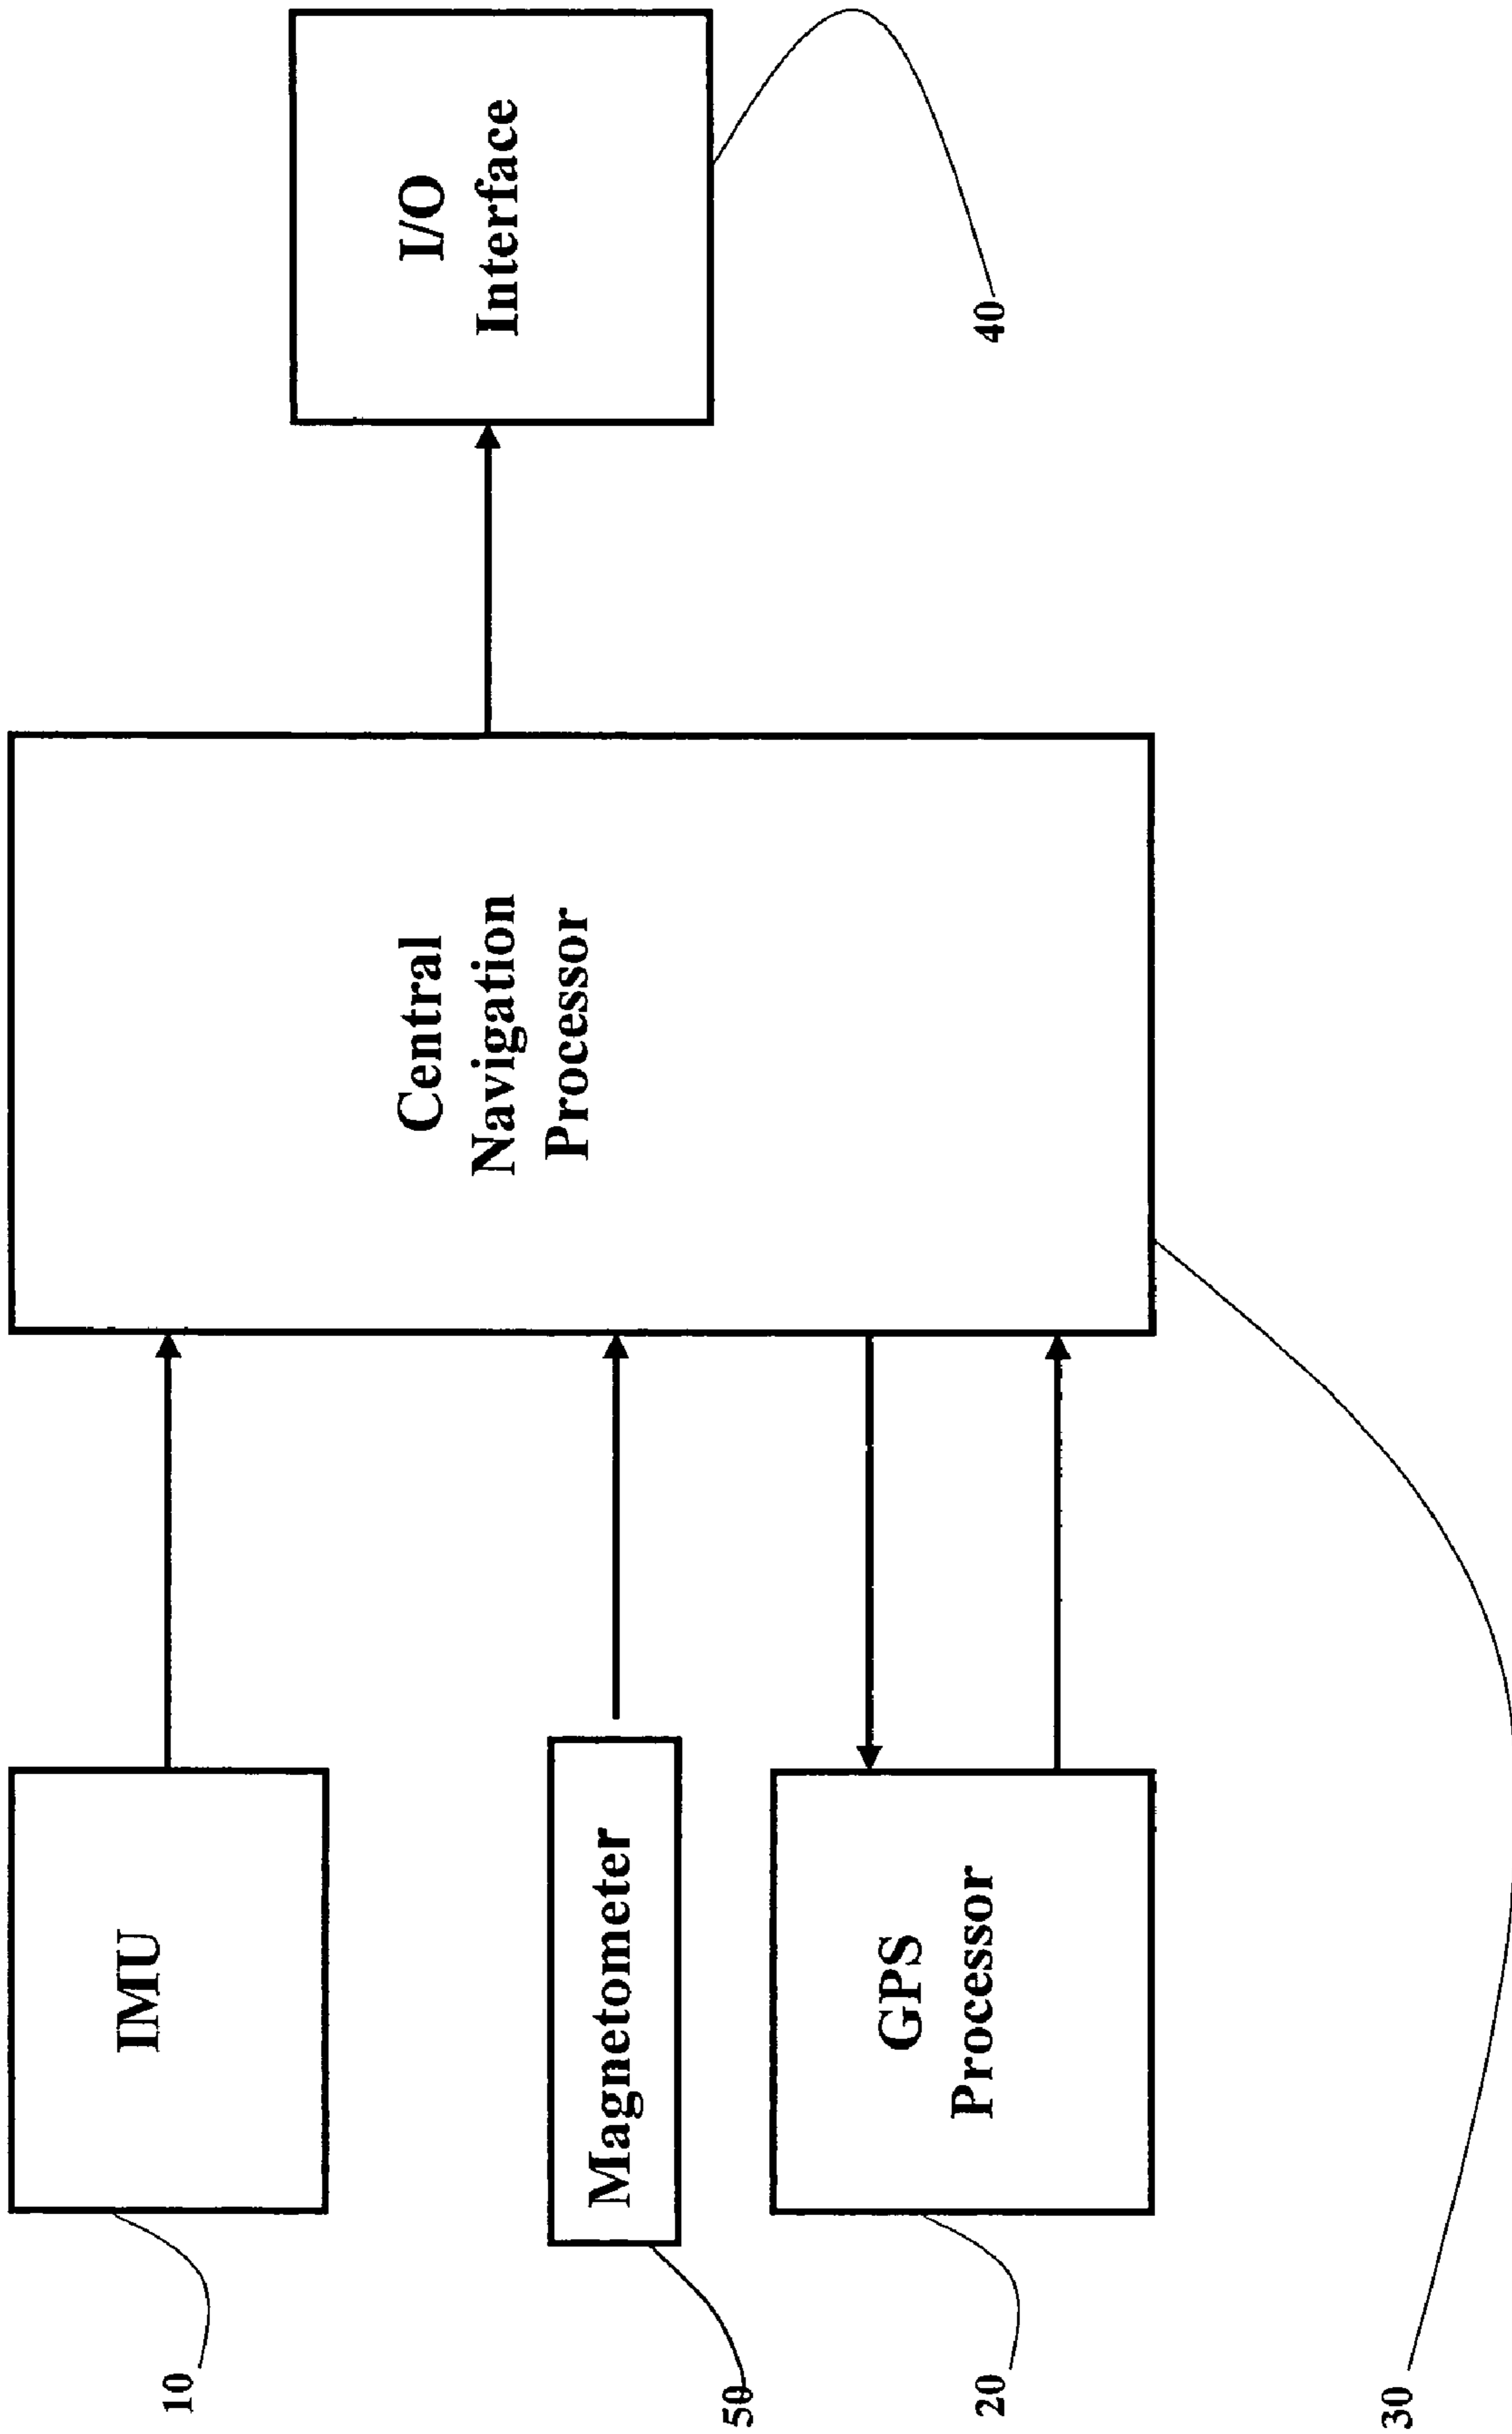 IMU
10
Magnetometer
50
GPS
Processor
20
Central
Navigation
Processor
30
I/O
Interface
40